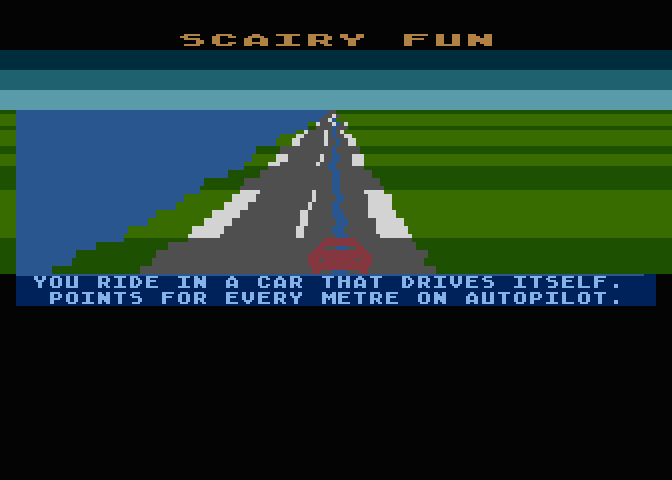 SCAIRY FUN
YOU RIDE IN A CAR THAT DRIVES ITSELF.
POINTS FOR EVERY METRE ON AUTOPILOT.